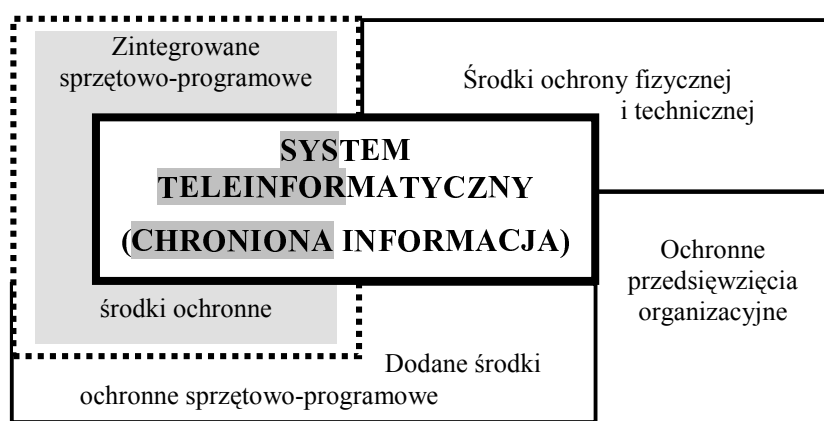 Zintegrowane
sprzętowo-programowe
Środki ochrony fizycznej
i technicznej
SYSTEM
TELEINFORMATYCZNY
(CHRONIONA INFORMACJA)
środki ochronne
Ochronne
przedsięwzięcia
organizacyjne
Dodane środki
ochronne sprzętowo-programowe